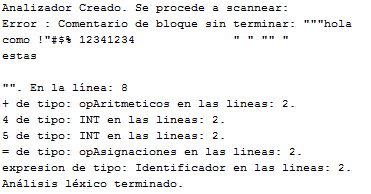 Analizador Creado. Se procede a scannear:
Error : Comentario de bloque sin terminar: """hola
como !"#$% 12341234              " " "" "
estas

"". En la línea: 8
+ de tipo: opAritmeticos en las lineas: 2.
4 de tipo: INT en las lineas: 2.
5 de tipo: INT en las lineas: 2.
= de tipo: opAsignaciones en las lineas: 2.
expresion de tipo: Identificador en las lineas: 2.
Análisis léxico terminado.